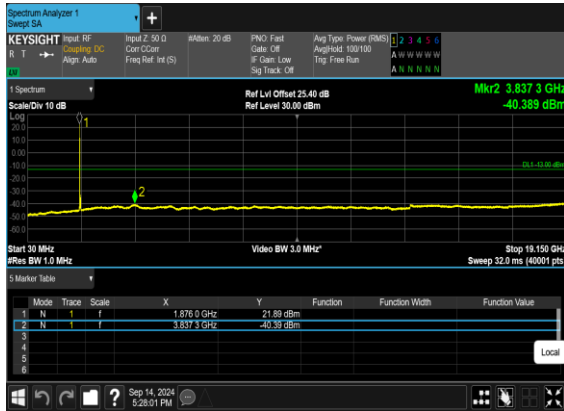 Spectrum Analyzer 1
Swept SA
+
KEYSIGHT Input: RF Input Z: 50 Ω #Atten: 20 dB PNO: Fast Avg Type: Power (RMS) 1 2 3 4 5 6
R T Coupling: DC Corr CCorr Gate: Off Avg|Hold: 100/100 A W W W W W
Align: Auto Freq Ref: Int (S) IF Gain: Low Trig: Free Run
Sig Track: Off A N N N N N
1 Spectrum Ref Lvl Offset 25.40 dB Mkr2 3.837 3 GHz
Scale/Div 10 dB Ref Level 30.00 dBm -40.389 dBm
Log
20.0 1
10.0
0.00
-10.0 DL1 -13.00 dBm
-20.0
-30.0 2
-40.0
-50.0
-60.0
Start 30 MHz Video BW 3.0 MHz* Stop 19.150 GHz
#Res BW 1.0 MHz Sweep 32.0 ms (40001 pts
5 Marker Table
Mode Trace Scale X Y Function Function Width Function Value
1 N 1 f 1.876 0 GHz 21.89 dBm
2 N 1 f 3.837 3 GHz -40.39 dBm
3
4
5
6
Local
? Sep 14, 2024
5:28:01 PM